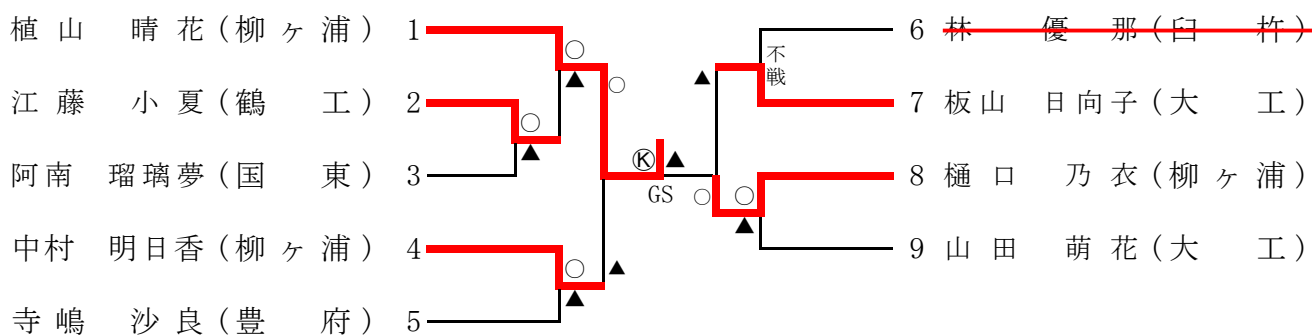 植山 晴花(柳ヶ浦) 1
江藤 小夏(鶴 工) 2
阿南 瑠璃夢(国 東) 3
中村 明日香(柳ヶ浦) 4
寺嶋 沙良(豊 府) 5
○
▲
○
▲
○
▲
○
▲
Ⓚ
▲
GS
○
▲
○
▲
不戦
6 林 優那(臼 杵)
7 板山 日向子(大 工)
8 樋口 乃衣(柳ヶ浦)
9 山田 萌花(大 工)